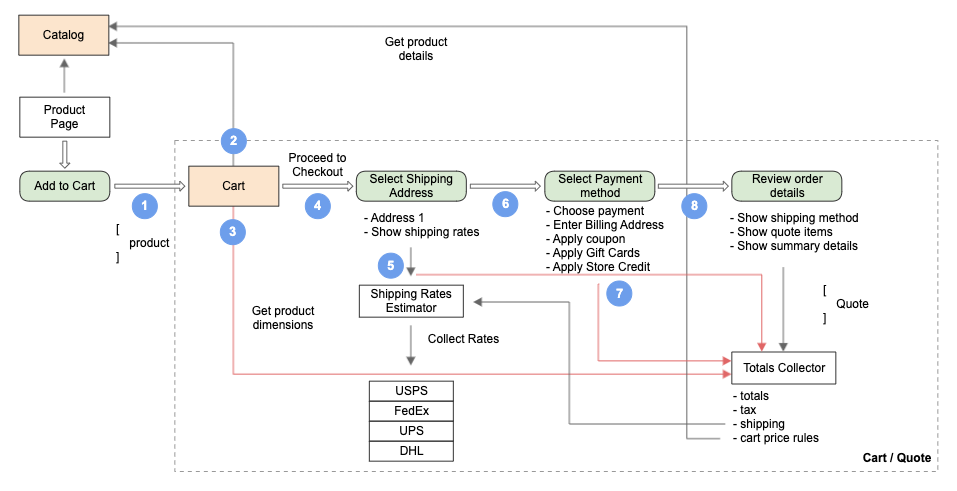 Catalog
Get product
details
Product
Page
2
Proceed to
Checkout
Add to Cart
Cart
Select Shipping
Address
Select Payment
method
Review order
details
1
4
6
8
[
product
]
3
- Address 1
- Show shipping rates
- Choose payment
- Enter Billing Address
- Apply coupon
- Apply Gift Cards
- Apply Store Credit
- Show shipping method
- Show quote items
- Show summary details
5
7
Shipping Rates
Estimator
[
Quote
]
Get product
dimensions
Collect Rates
Totals Collector
USPS
FedEx
UPS
DHL
- totals
- tax
- shipping
- cart price rules
Cart / Quote